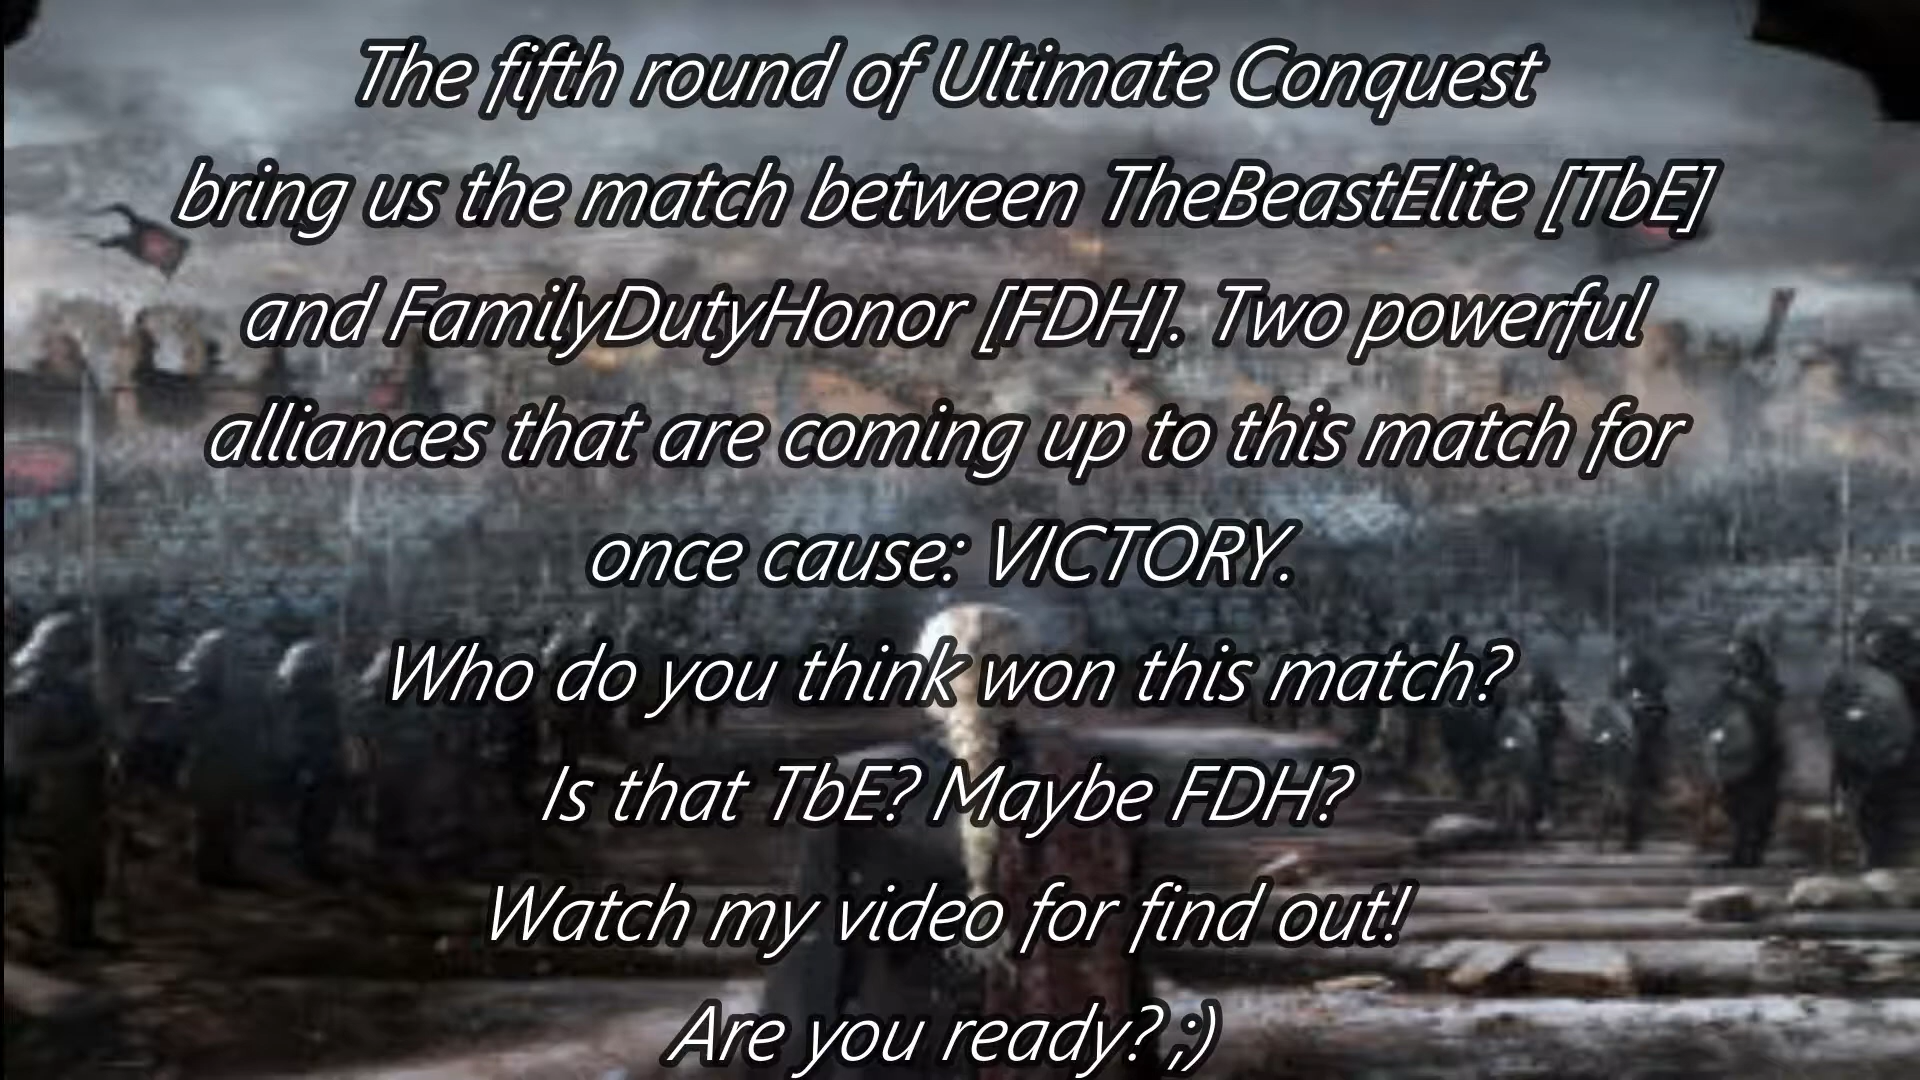 The fifth round of Ultimate Conquest
bring us the match between TheBeastElite [TbE]
and FamilyDutyHonor [FDH]. Two powerful
alliances that are coming up to this match for
once cause: VICTORY.
Who do you think won this match?
Is that TbE? Maybe FDH?
Watch my video for find out!
Are you ready? ;)